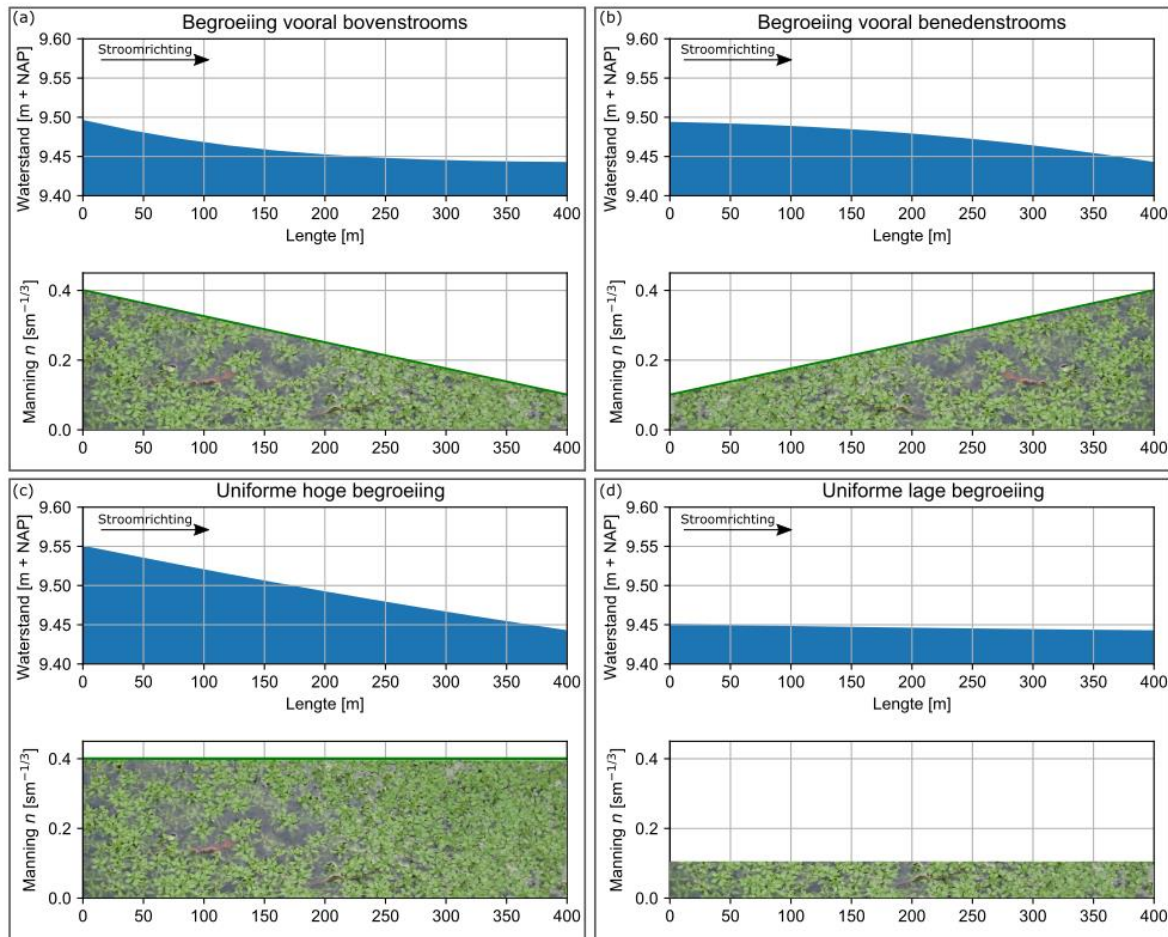 (a) Begroeiing vooral bovenstrooms
Waterstand [m + NAP]
9.60
9.55
9.50
9.45
9.40
Stroomrichting
0 50 100 150 200 250 300 350 400
Lengte [m]
Manning n [sm−1/3]
0.4
0.2
0.0
0 50 100 150 200 250 300 350 400
(b) Begroeiing vooral benedenstrooms
Waterstand [m + NAP]
9.60
9.55
9.50
9.45
9.40
Stroomrichting
0 50 100 150 200 250 300 350 400
Lengte [m]
Manning n [sm−1/3]
0.4
0.2
0.0
0 50 100 150 200 250 300 350 400
(c) Uniforme hoge begroeiing
Waterstand [m + NAP]
9.60
9.55
9.50
9.45
9.40
Stroomrichting
0 50 100 150 200 250 300 350 400
Lengte [m]
Manning n [sm−1/3]
0.4
0.2
0.0
0 50 100 150 200 250 300 350 400
(d) Uniforme lage begroeiing
Waterstand [m + NAP]
9.60
9.55
9.50
9.45
9.40
Stroomrichting
0 50 100 150 200 250 300 350 400
Lengte [m]
Manning n [sm−1/3]
0.4
0.2
0.0
0 50 100 150 200 250 300 350 400